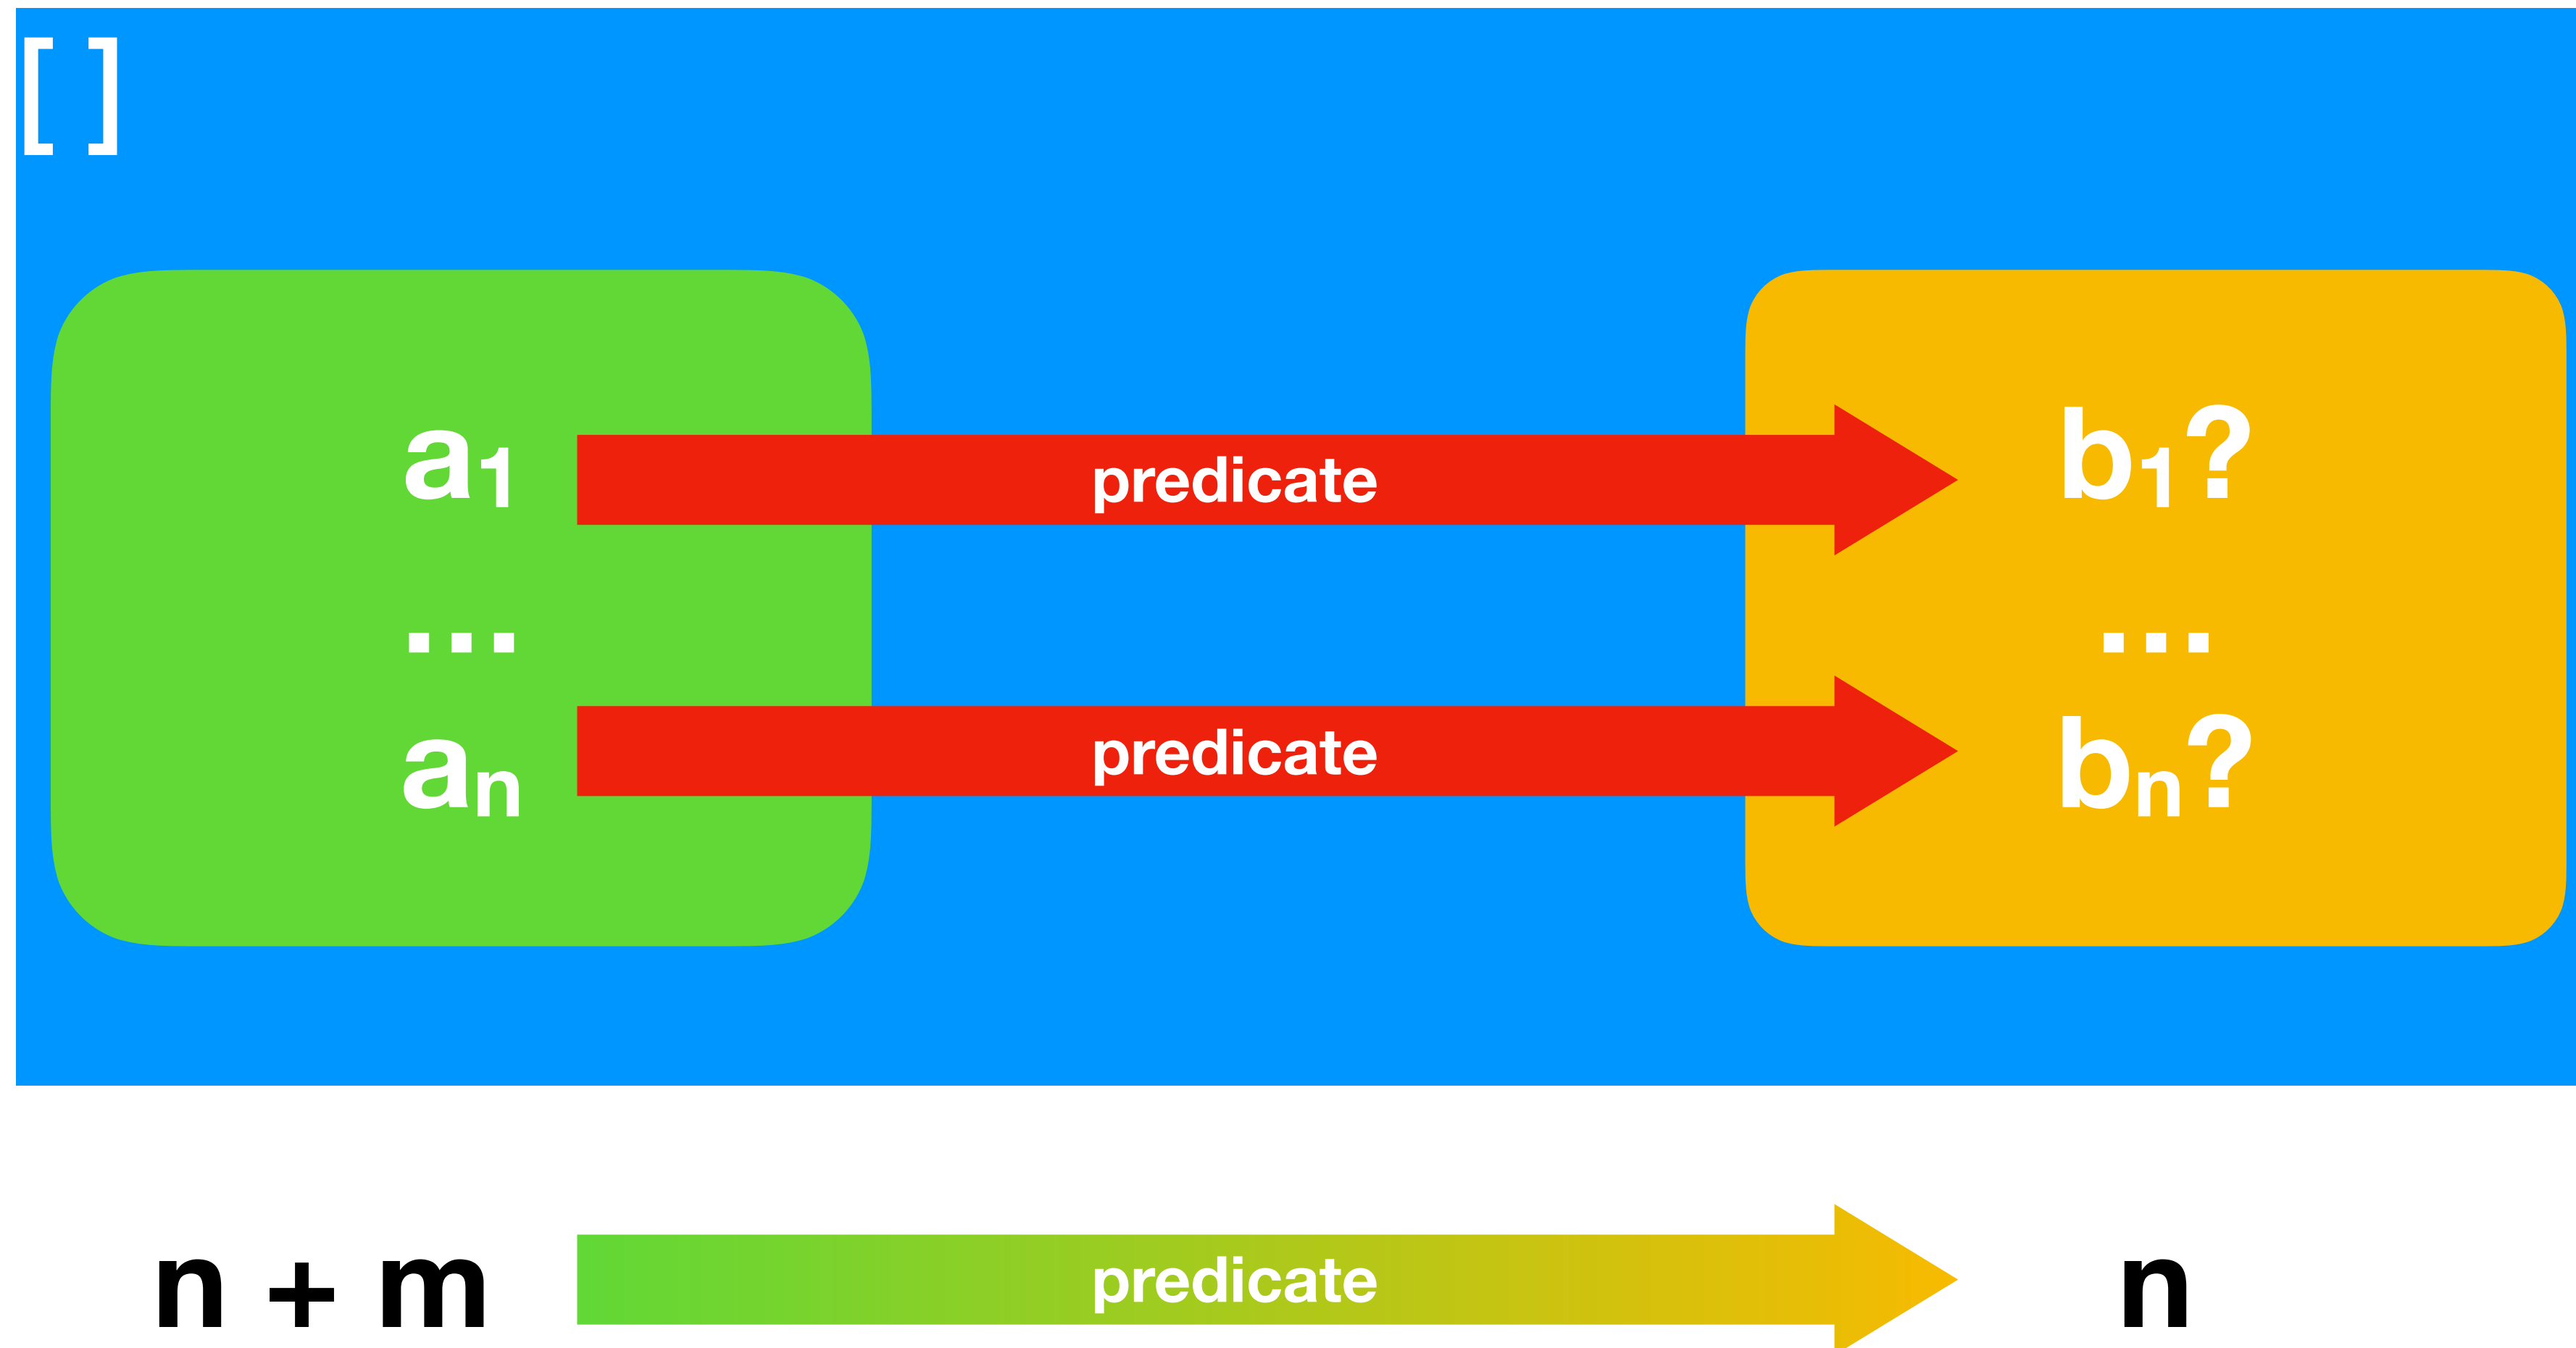 [ ]
a₁ predicate b₁?
... ...
aₙ predicate bₙ?
n + m predicate n